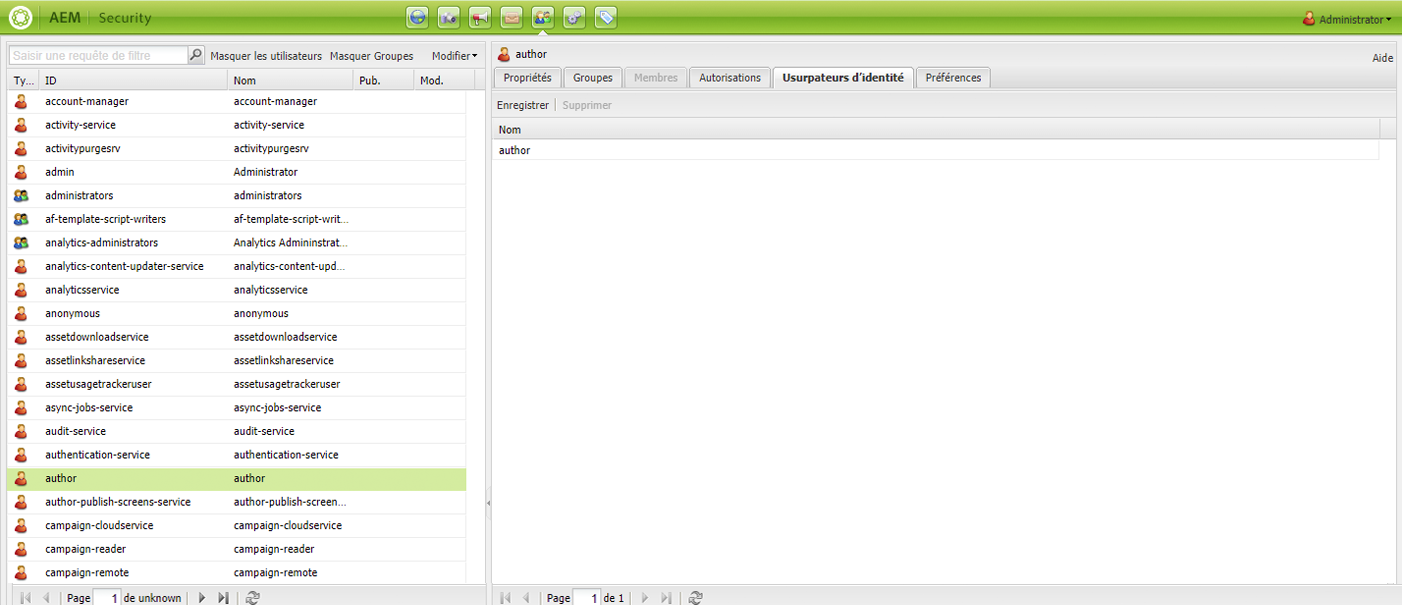 AEM Security Administrator
Saisir une requête de filtre Masquer les utilisateurs Masquer Groupes Modifier
Ty... ID Nom Pub. Mod.
account-manager account-manager
activity-service activity-service
activitypurgesrv activitypurgesrv
admin Administrator
administrators administrators
af-template-script-writers af-template-script-writ...
analytics-administrators Analytics Admininstrat...
analytics-content-updater-service analytics-content-upd...
analyticsservice analyticsservice
anonymous anonymous
assetdownloadservice assetdownloadservice
assetlinkshareservice assetlinkshareservice
assetusagetrackeruser assetusagetrackeruser
async-jobs-service async-jobs-service
audit-service audit-service
authentication-service authentication-service
author author
author-publish-screens-service author-publish-screen...
campaign-cloudservice campaign-cloudservice
campaign-reader campaign-reader
campaign-remote campaign-remote
Page 1 de unknown
author
Aide
Propriétés Groupes Membres Autorisations Usurpateurs d'identité Préférences
Enregistrer Supprimer
Nom
author
Page 1 de 1